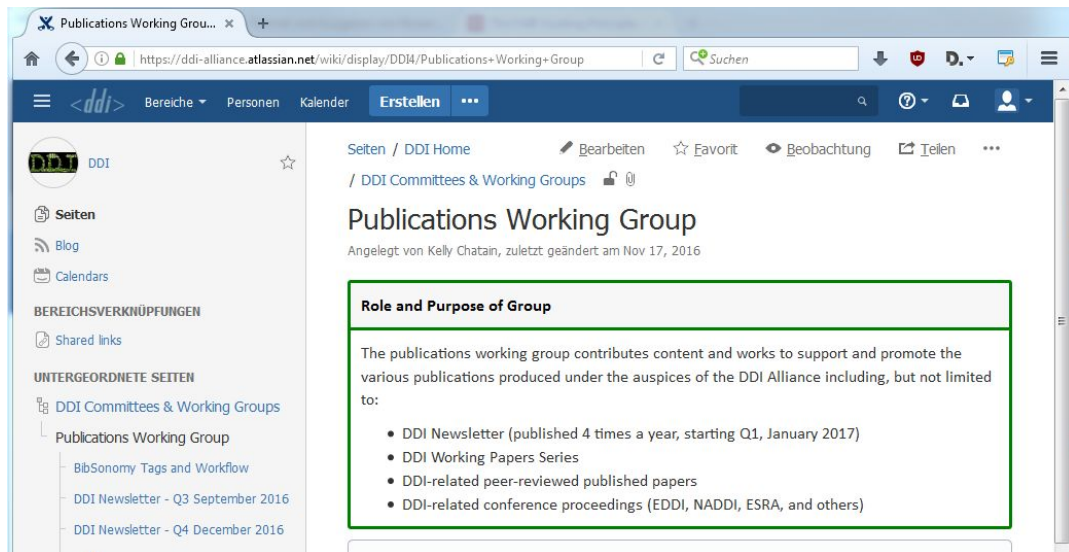 Publications Working Grou...
https://ddi-alliance.atlassian.net/wiki/display/DDI4/Publications+Working+Group
Suchen
D.
<ddi> Bereiche Personen Kalender Erstellen •••
DDI DDI
Seiten / DDI Home Bearbeiten Favorit Beobachtung Teilen •••
/ DDI Committees & Working Groups
Seiten
Publications Working Group
Blog
Angelegt von Kelly Chatain, zuletzt geändert am Nov 17, 2016
Calendars
BEREICHSVERKNÜPFUNGEN
Shared links
UNTERGEORDNETE SEITEN
DDI Committees & Working Groups
Publications Working Group
BibSonomy Tags and Workflow
DDI Newsletter - Q3 September 2016
DDI Newsletter - Q4 December 2016
Role and Purpose of Group
The publications working group contributes content and works to support and promote the
various publications produced under the auspices of the DDI Alliance including, but not limited
to:
• DDI Newsletter (published 4 times a year, starting Q1, January 2017)
• DDI Working Papers Series
• DDI-related peer-reviewed published papers
• DDI-related conference proceedings (EDDI, NADDI, ESRA, and others)